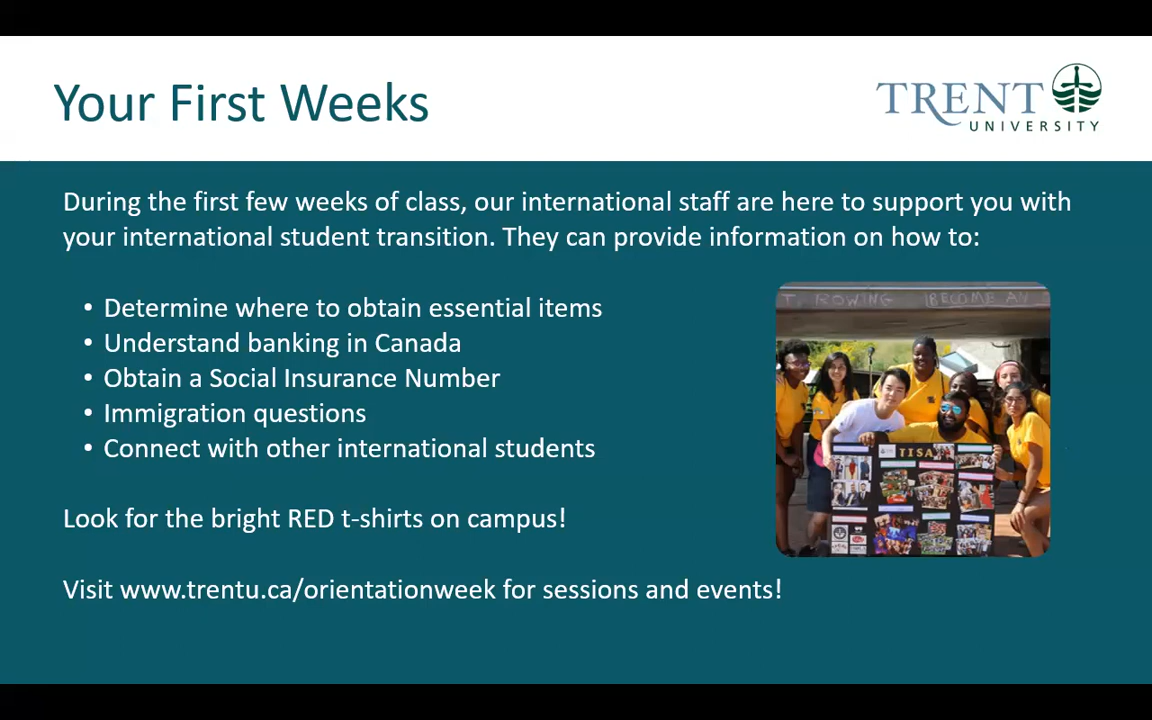 Your First Weeks
TRENT
UNIVERSITY
During the first few weeks of class, our international staff are here to support you with
your international student transition. They can provide information on how to:
• Determine where to obtain essential items
• Understand banking in Canada
• Obtain a Social Insurance Number
• Immigration questions
• Connect with other international students
T ROWING BECOME AN
TISA
Look for the bright RED t-shirts on campus!
Visit www.trentu.ca/orientationweek for sessions and events!